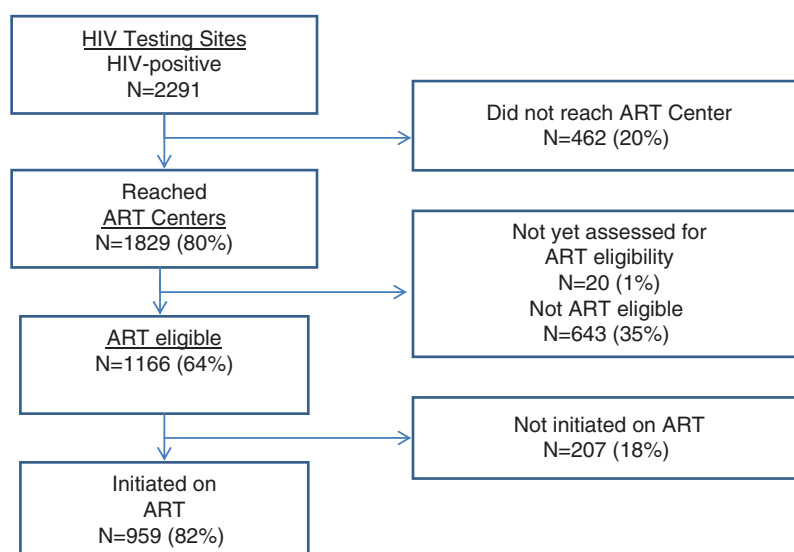 HIV Testing Sites
HIV-positive
N=2291
Did not reach ART Center
N=462 (20%)
Reached
ART Centers
N=1829 (80%)
Not yet assessed for
ART eligibility
N=20 (1%)
Not ART eligible
N=643 (35%)
ART eligible
N=1166 (64%)
Not initiated on ART
N=207 (18%)
Initiated on
ART
N=959 (82%)